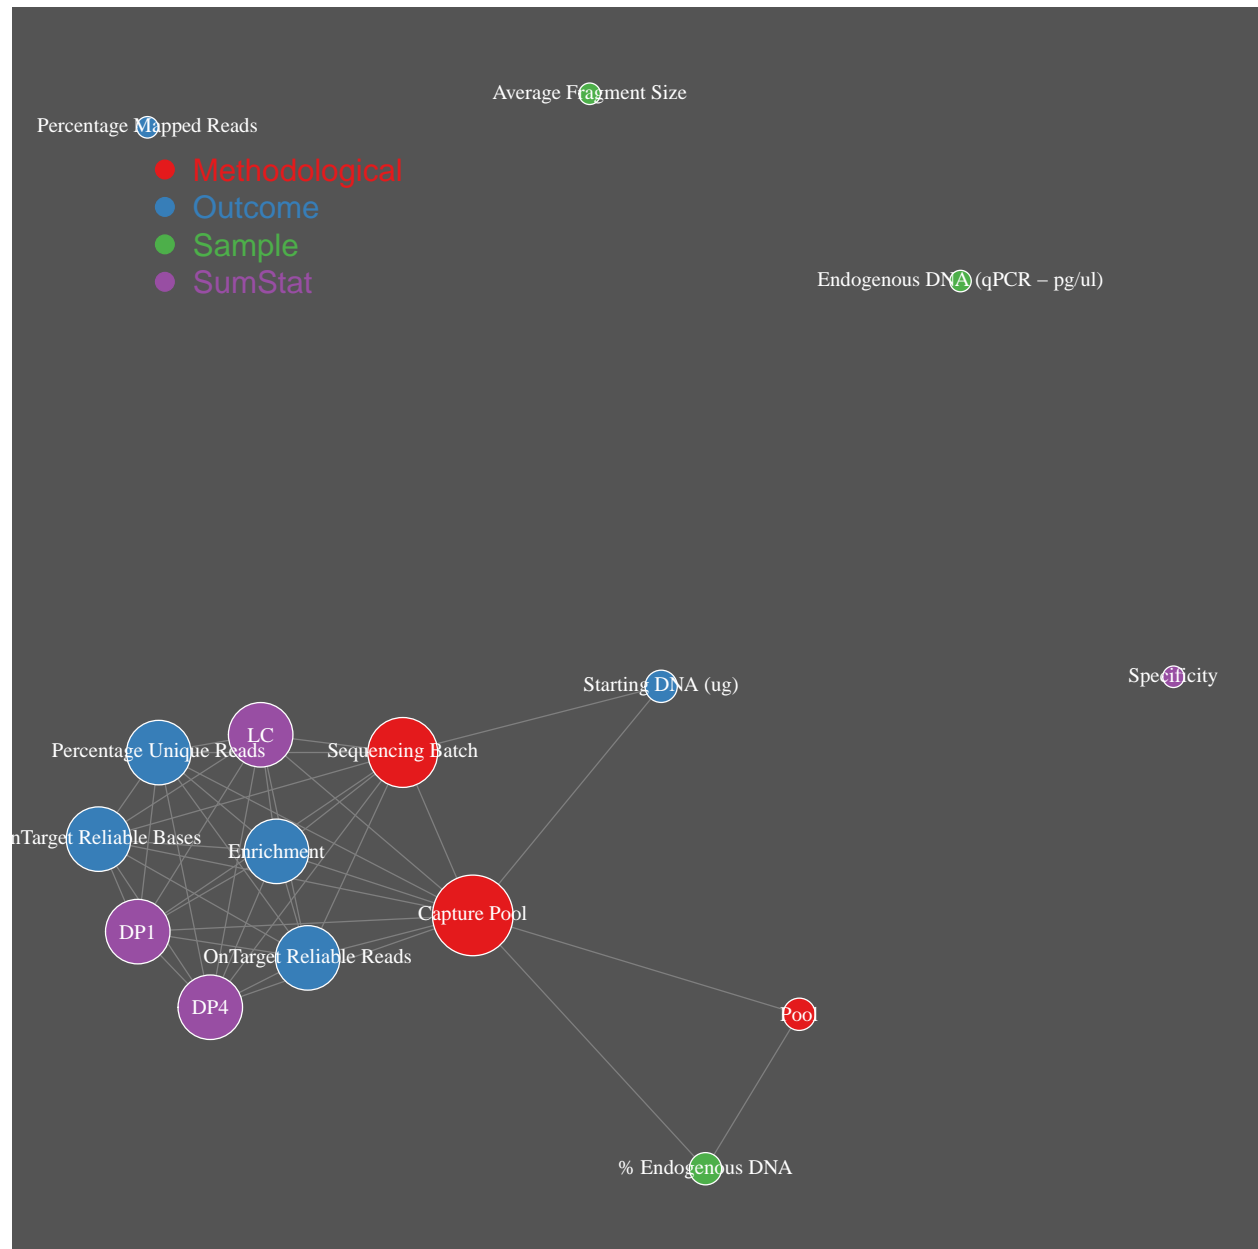 Average Fragment Size
Percentage Mapped Reads
Methodological
Outcome
Sample
SumStat
Endogenous DNA (qPCR – pg/ul)
Specificity
Starting DNA (ug)
LC
Percentage Unique Reads
Sequencing Batch
nTarget Reliable Bases
Enrichment
Capture Pool
DP1
OnTarget Reliable Reads
DP4
Pool
% Endogenous DNA